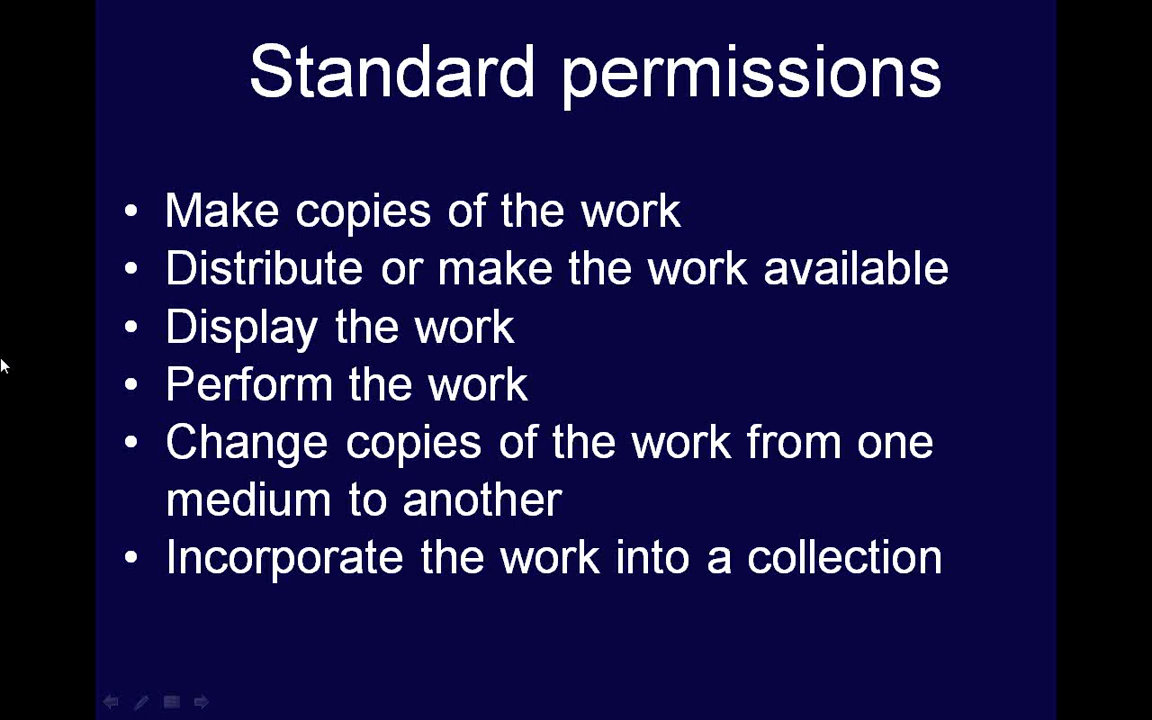 Standard permissions
• Make copies of the work
• Distribute or make the work available
• Display the work
• Perform the work
• Change copies of the work from one
medium to another
• Incorporate the work into a collection